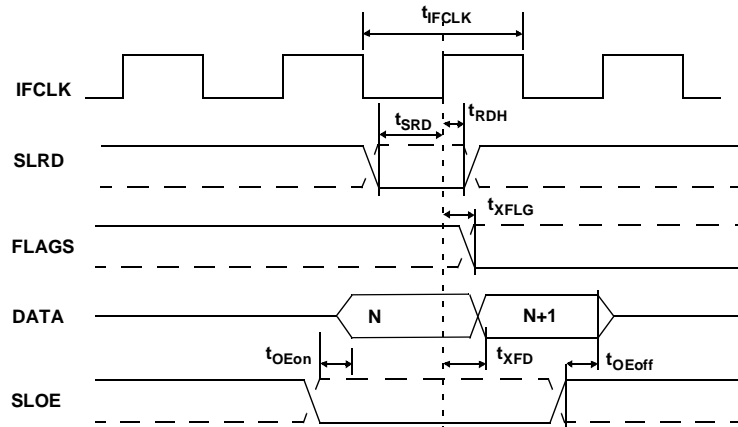 tIFCLK
IFCLK
tSRD
tRDH
SLRD
tXFLG
FLAGS
DATA
N
N+1
tOEon
tXFD
tOEoff
SLOE